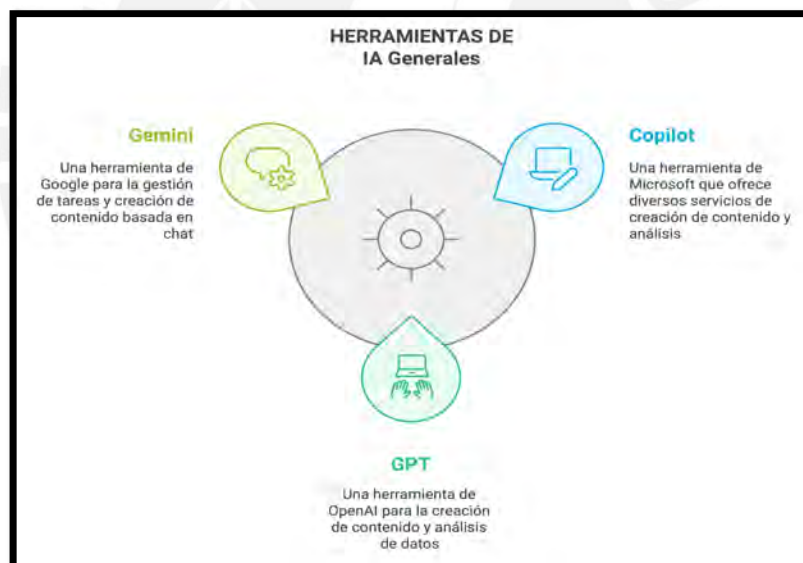 HERRAMIENTAS DE
IA Generales
Gemini
Una herramienta de
Google para la gestión
de tareas y creación de
contenido basada en
chat
Copilot
Una herramienta de
Microsoft que ofrece
diversos servicios de
creación de contenido y
análisis
GPT
Una herramienta de
OpenAI para la creación
de contenido y análisis
de datos